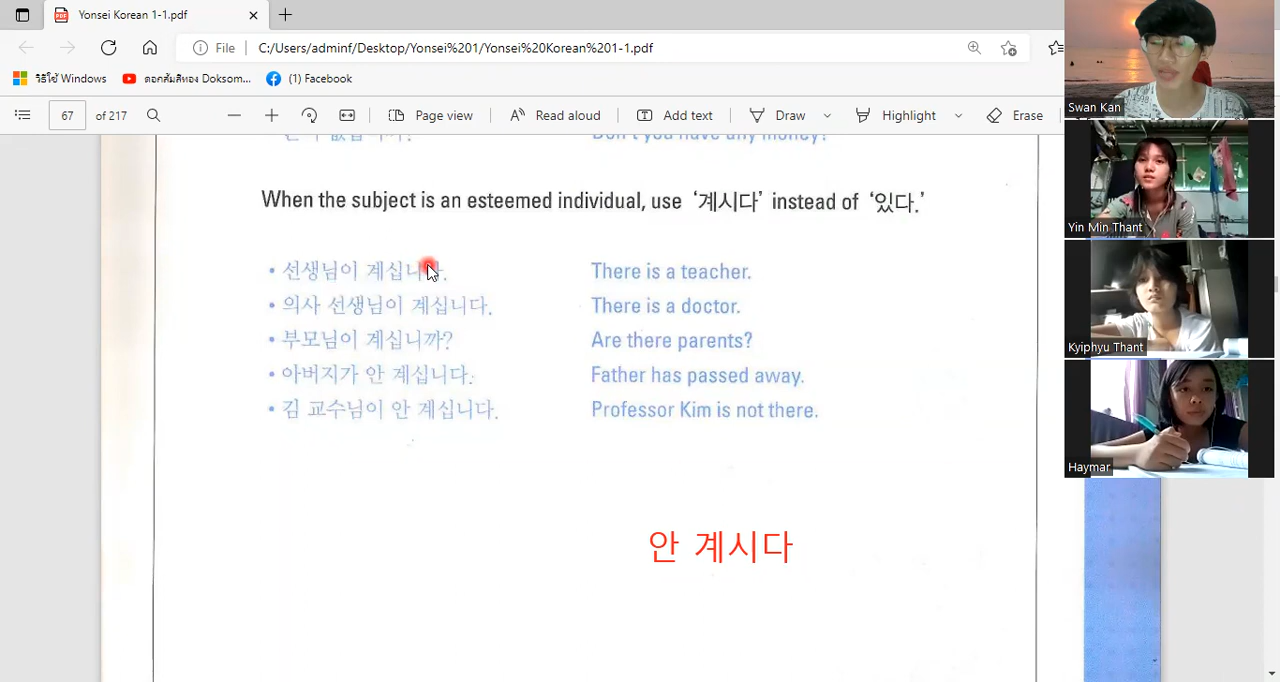 Yonsei Korean 1-1.pdf
File C:/Users/adminf/Desktop/Yonsei%201/Yonsei%20Korean%201-1.pdf
วิธีใช้ Windows ดอกส้มสีทอง Doksom... (1) Facebook
67 of 217 Page view Read aloud Add text Draw Highlight Erase
Don't you have any money?
When the subject is an esteemed individual, use ‘계시다’ instead of ‘있다.’
• 선생님이 계십니다. There is a teacher.
• 의사 선생님이 계십니다. There is a doctor.
• 부모님이 계십니까? Are there parents?
• 아버지가 안 계십니다. Father has passed away.
• 김 교수님이 안 계십니다. Professor Kim is not there.
안 계시다
Swan Kan
Yin Min Thant
Kyiphyu Thant
Haymar